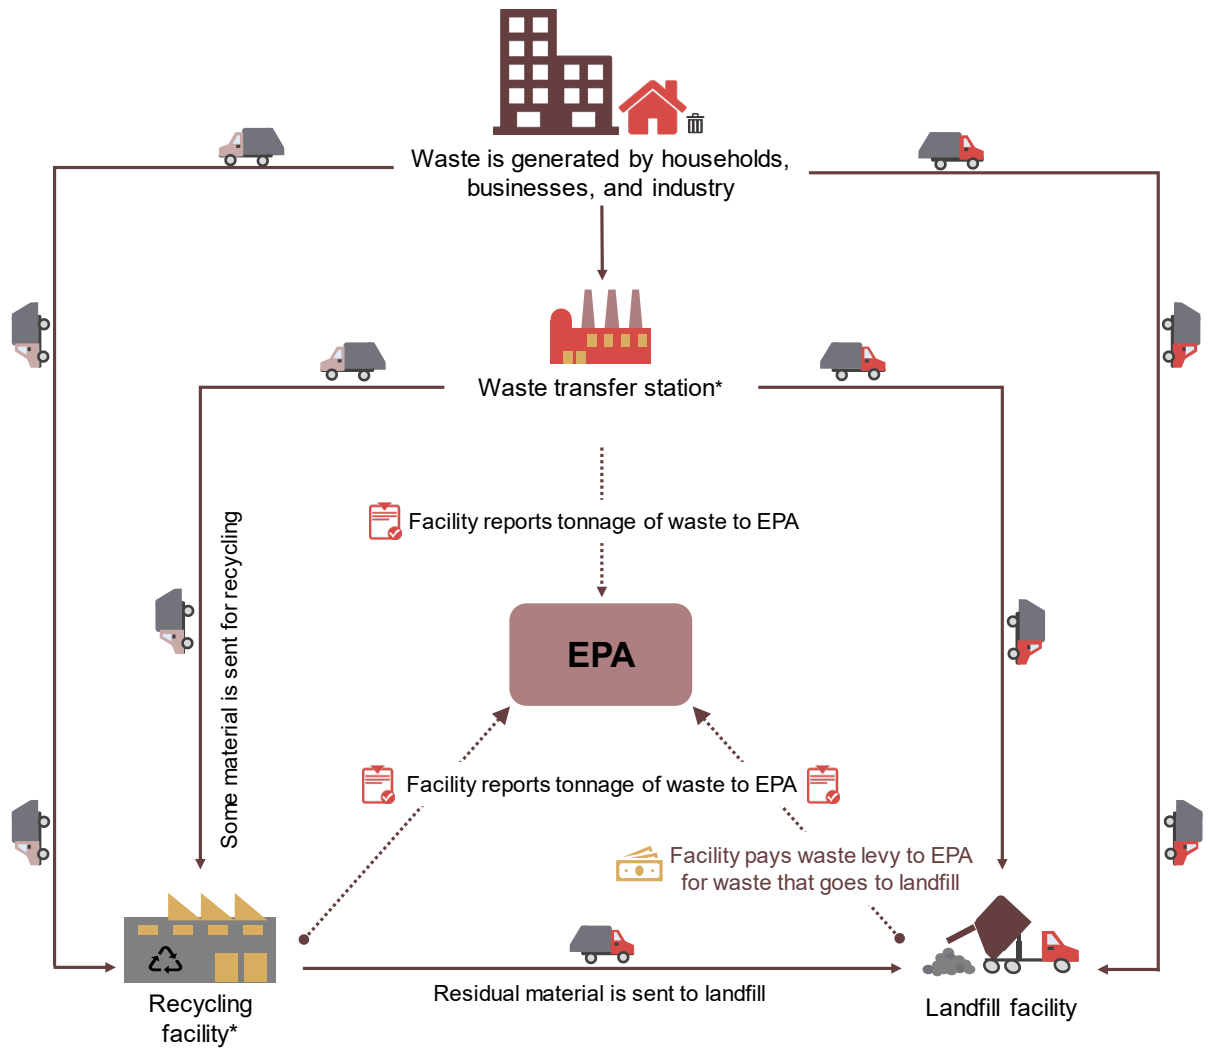 Waste is generated by households,
businesses, and industry
Waste transfer station*
Facility reports tonnage of waste to EPA
Some material is sent for recycling
EPA
Facility reports tonnage of waste to EPA
Facility pays waste levy to EPA
for waste that goes to landfill
Residual material is sent to landfill
Recycling
facility*
Landfill facility